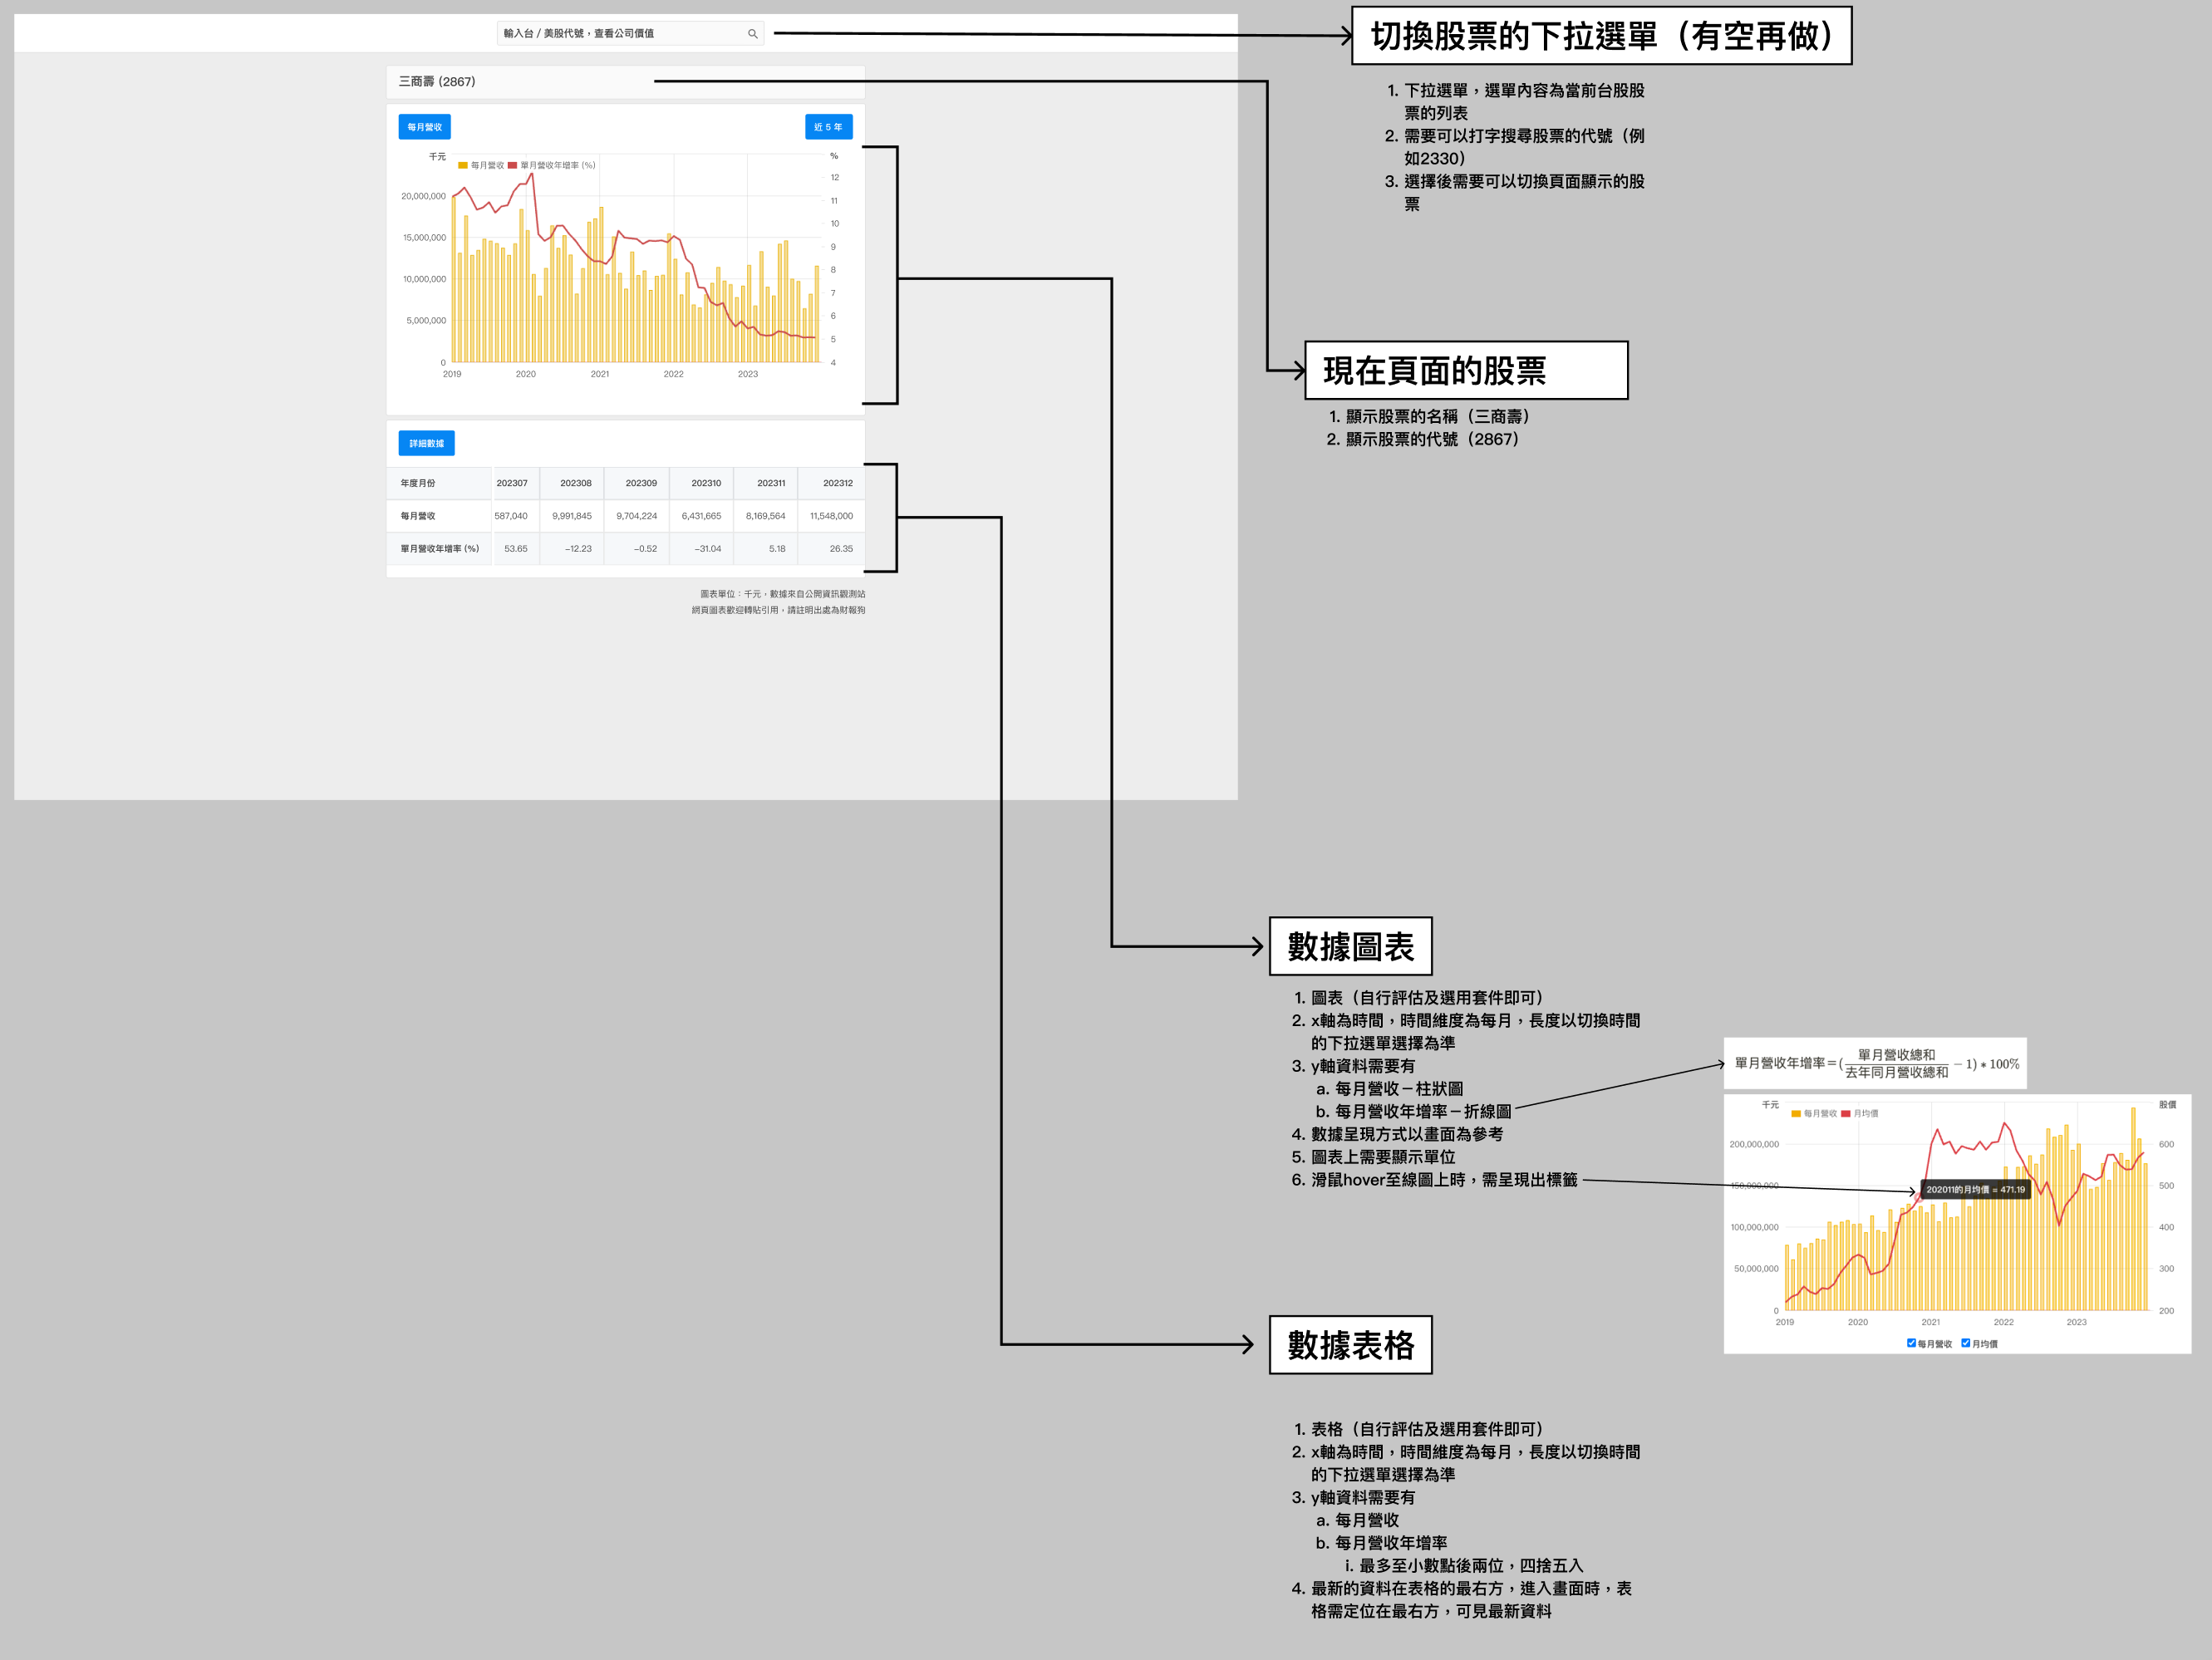 輸入台 / 美股代號，查看公司價值
三商壽 (2867)
每月營收
近 5 年
千元
每月營收 單月營收年增率 (%)
%
20,000,000
15,000,000
10,000,000
5,000,000
0
12
11
10
9
8
7
6
5
4
2019 2020 2021 2022 2023
詳細數據
年度月份 202307 202308 202309 202310 202311 202312
每月營收 587,040 9,991,845 9,704,224 6,431,665 8,169,564 11,548,000
單月營收年增率 (%) 53.65 -12.23 -0.52 -31.04 5.18 26.35
圖表單位：千元，數據來自公開資訊觀測站
網頁圖表歡迎轉貼引用，請註明出處為財報狗
切換股票的下拉選單（有空再做）
1. 下拉選單，選單內容為當前台股股
票的列表
2. 需要可以打字搜尋股票的代號（例
如2330）
3. 選擇後需要可以切換頁面顯示的股
票
現在頁面的股票
1. 顯示股票的名稱（三商壽）
2. 顯示股票的代號（2867）
數據圖表
1. 圖表（自行評估及選用套件即可）
2. x軸為時間，時間維度為每月，長度以切換時間
的下拉選單選擇為準
3. y軸資料需要有
a. 每月營收－柱狀圖
b. 每月營收年增率－折線圖
4. 數據呈現方式以畫面為參考
5. 圖表上需要顯示單位
6. 滑鼠hover至線圖上時，需呈現出標籤
單月營收年增率＝(單月營收總和
去年同月營收總和 − 1) * 100%
千元
每月營收 月均價
股價
200,000,000
150,000,000
100,000,000
50,000,000
0
600
500
400
300
200
202011的月均價 = 471.19
2019 2020 2021 2022 2023
每月營收 月均價
數據表格
1. 表格（自行評估及選用套件即可）
2. x軸為時間，時間維度為每月，長度以切換時間
的下拉選單選擇為準
3. y軸資料需要有
a. 每月營收
b. 每月營收年增率
i. 最多至小數點後兩位，四捨五入
4. 最新的資料在表格的最右方，進入畫面時，表
格需定位在最右方，可見最新資料